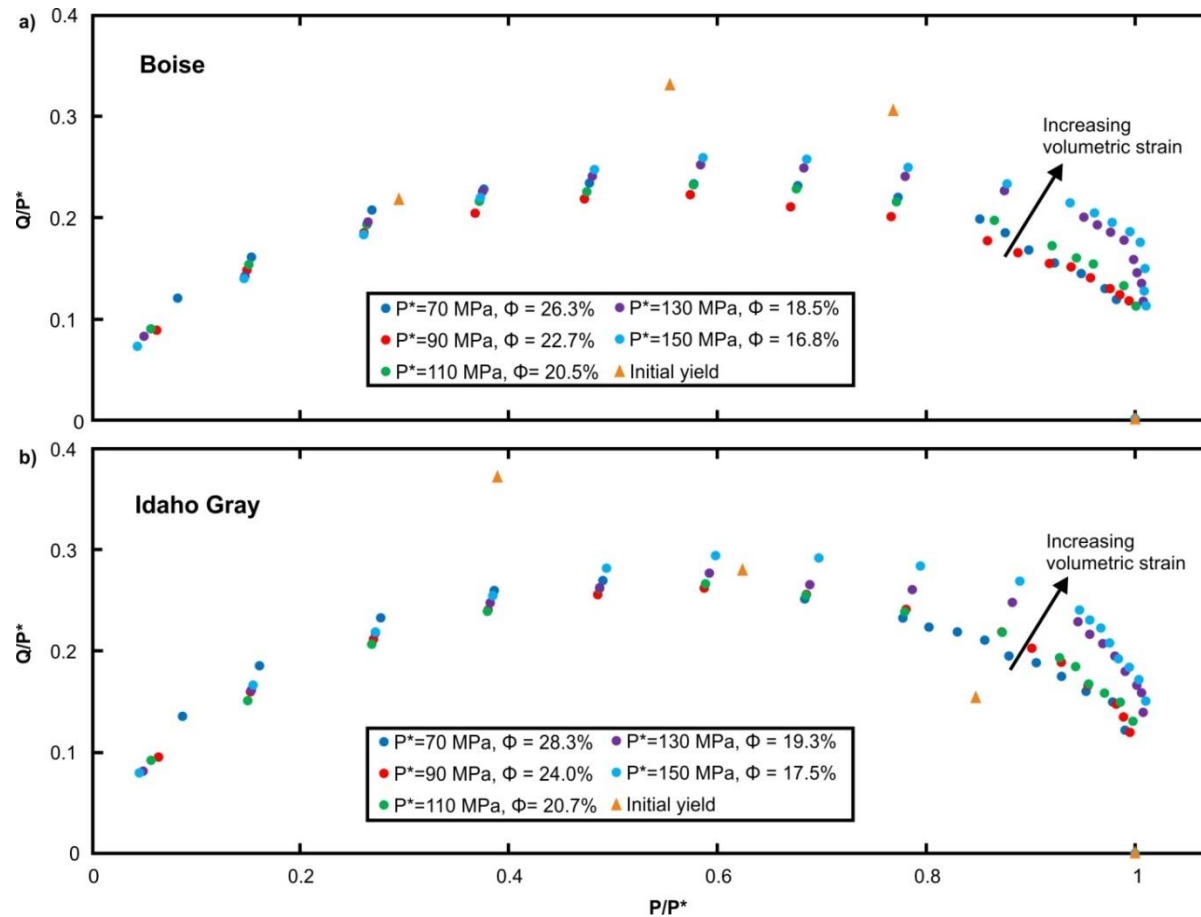 a)
0.4
Boise
0.3
Increasing
volumetric strain
Q/P*
0.2
P*=70 MPa, Φ = 26.3%
P*=130 MPa, Φ = 18.5%
0.1
P*=90 MPa, Φ = 22.7%
P*=150 MPa, Φ = 16.8%
P*=110 MPa, Φ = 20.5%
Initial yield
0
b)
0.4
Idaho Gray
0.3
Increasing
volumetric strain
Q/P*
0.2
P*=70 MPa, Φ = 28.3%
P*=130 MPa, Φ = 19.3%
0.1
P*=90 MPa, Φ = 24.0%
P*=150 MPa, Φ = 17.5%
P*=110 MPa, Φ= 20.7%
Initial yield
0
0 0.2 0.4 0.6 0.8 1
P/P*